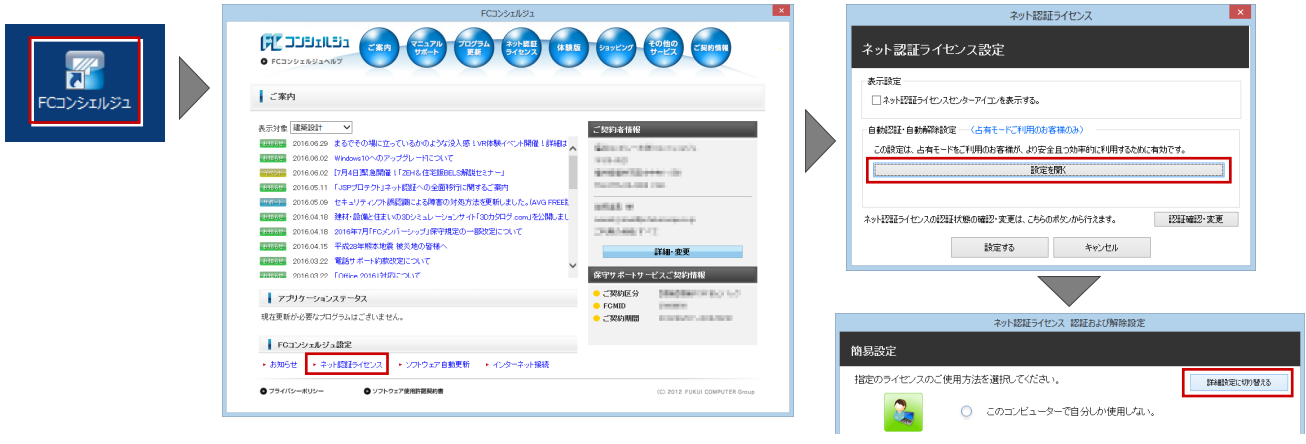 FCコンシェルジュ
FCコンシェルジュ
FC コンシェルジュ
FCコンシェルジュヘルプ
ご案内
マニュアル
サポート
プログラム
更新
ネット認証
ライセンス
体験版
ショッピング
その他の
サービス
ご契約情報
ご案内
表示対象 建築設計
お知らせ 2016.06.29 まるでその場に立っているかのような没入感！VR体験イベント開催！詳細は
お知らせ 2016.06.02 Windows10へのアップグレードについて
2016.06.02 [7月4日]緊急開催！「ZEH&住宅版BELS解説セミナー」
お知らせ 2016.05.11 「JSPプロテクト」ネット認証への全面移行に関するご案内
サポート 2016.05.09 セキュリティソフト誤認識による障害の対処方法を更新しました。(AVG FREE
お知らせ 2016.04.18 建材・設備と住まいの3Dシミュレーションサイト「3Dカタログ.com」を公開しまし
お知らせ 2016.04.18 2016年7月「FCメンバーシップ」保守規定の一部改定について
お知らせ 2016.04.15 平成28年熊本地震 被災地の皆様へ
お知らせ 2016.03.22 電話サポート約款改定について
お知らせ 2016.03.22 「Office 2016」対応について
アプリケーションステータス
現在更新が必要なプログラムはございません。
FCコンシェルジュ設定
お知らせ
ネット認証ライセンス
ソフトウェア自動更新
インターネット接続
プライバシーポリシー
ソフトウェア使用許諾契約書
(C) 2012 FUKUI COMPUTER Group
ご契約者情報
詳細・変更
保守サポートサービスご契約情報
ご契約区分
FCMID
ご契約期間
ネット認証ライセンス
ネット認証ライセンス設定
表示設定
ネット認証ライセンスセンターアイコンを表示する。
自動認証・自動解除設定 ―（占有モードご利用のお客様のみ）
この設定は、占有モードをご利用のお客様が、より安全且つ効率的に利用するために有効です。
設定を開く
ネット認証ライセンスの認証状態の確認・変更は、こちらのボタンから行えます。
認証確認・変更
設定する
キャンセル
ネット認証ライセンス 認証および解除設定
簡易設定
指定のライセンスのご使用方法を選択してください。
詳細設定に切り替える
このコンピューターで自分しか使用しない。